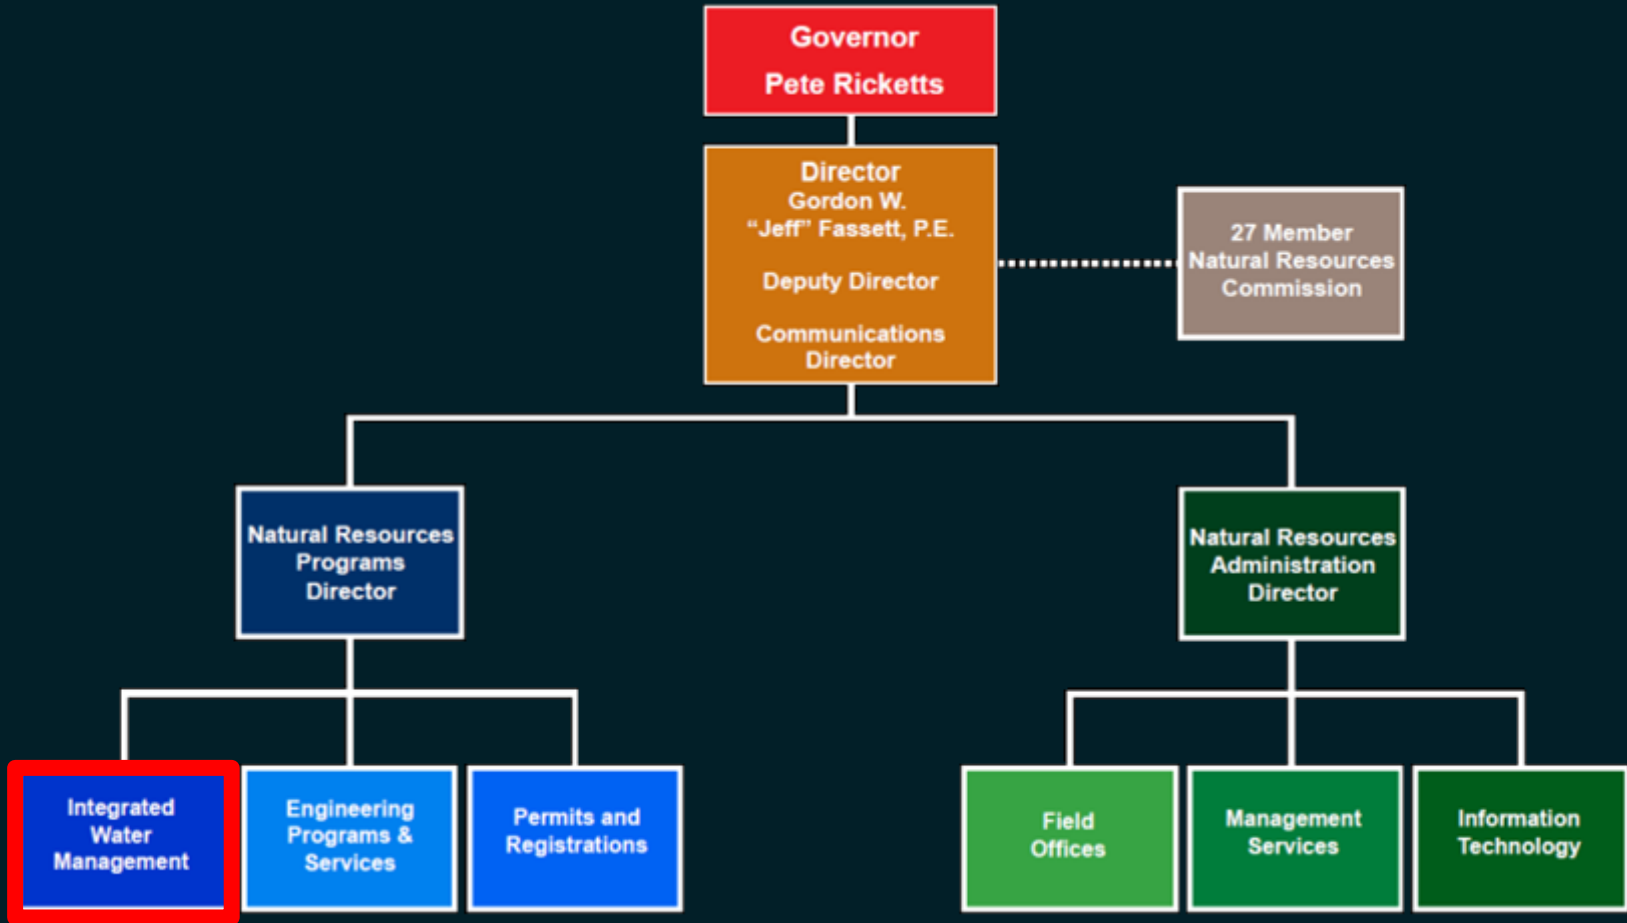 Governor
Pete Ricketts
Director
Gordon W.
“Jeff” Fassett, P.E.
Deputy Director
Communications
Director
27 Member
Natural Resources
Commission
Natural Resources
Programs
Director
Natural Resources
Administration
Director
Integrated
Water
Management
Engineering
Programs &
Services
Permits and
Registrations
Field
Offices
Management
Services
Information
Technology